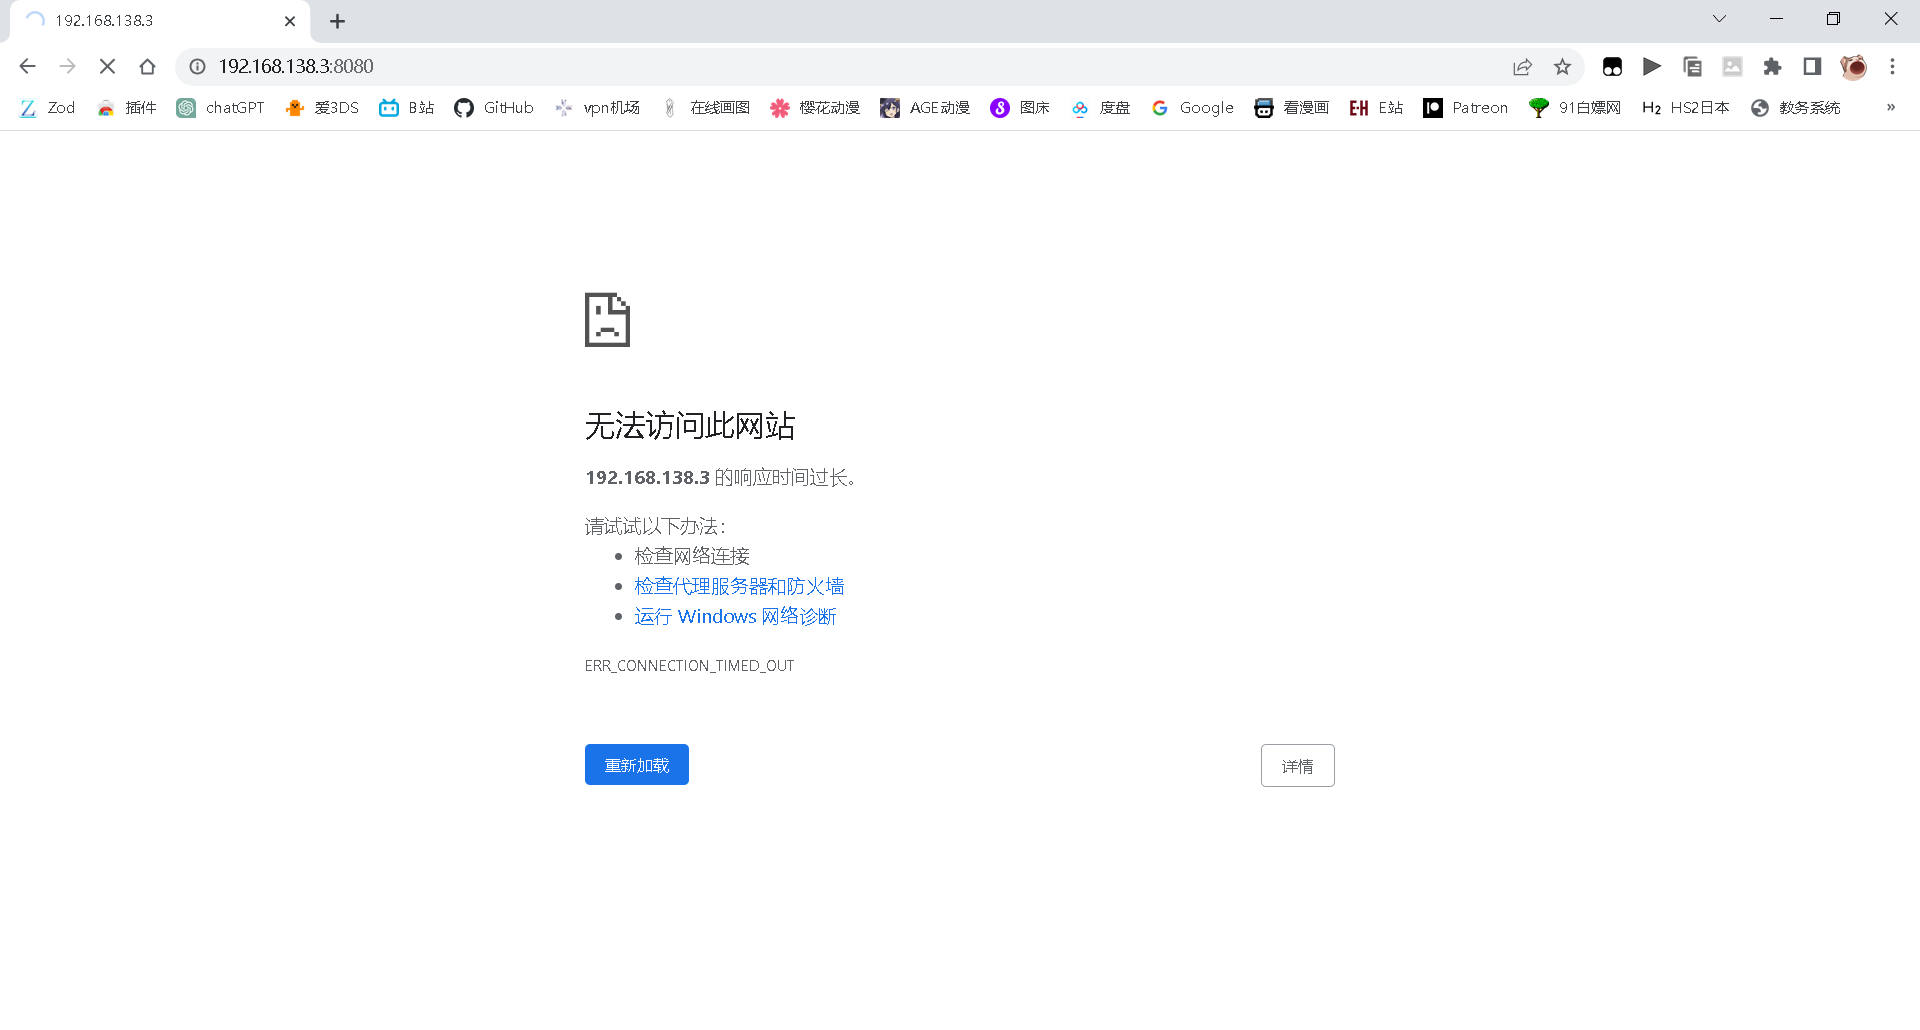 192.168.138.3
192.168.138.3:8080
Zod 插件 chatGPT 爱3DS B站 GitHub vpn机场 在线画图 樱花动漫 AGE动漫 图床 度盘 Google 看漫画 E站 Patreon 91白嫖网 H2 HS2日本 教务系统 »
无法访问此网站
192.168.138.3 的响应时间过长。
请试试以下办法：
检查网络连接
检查代理服务器和防火墙
运行 Windows 网络诊断
ERR_CONNECTION_TIMED_OUT
重新加载 详情